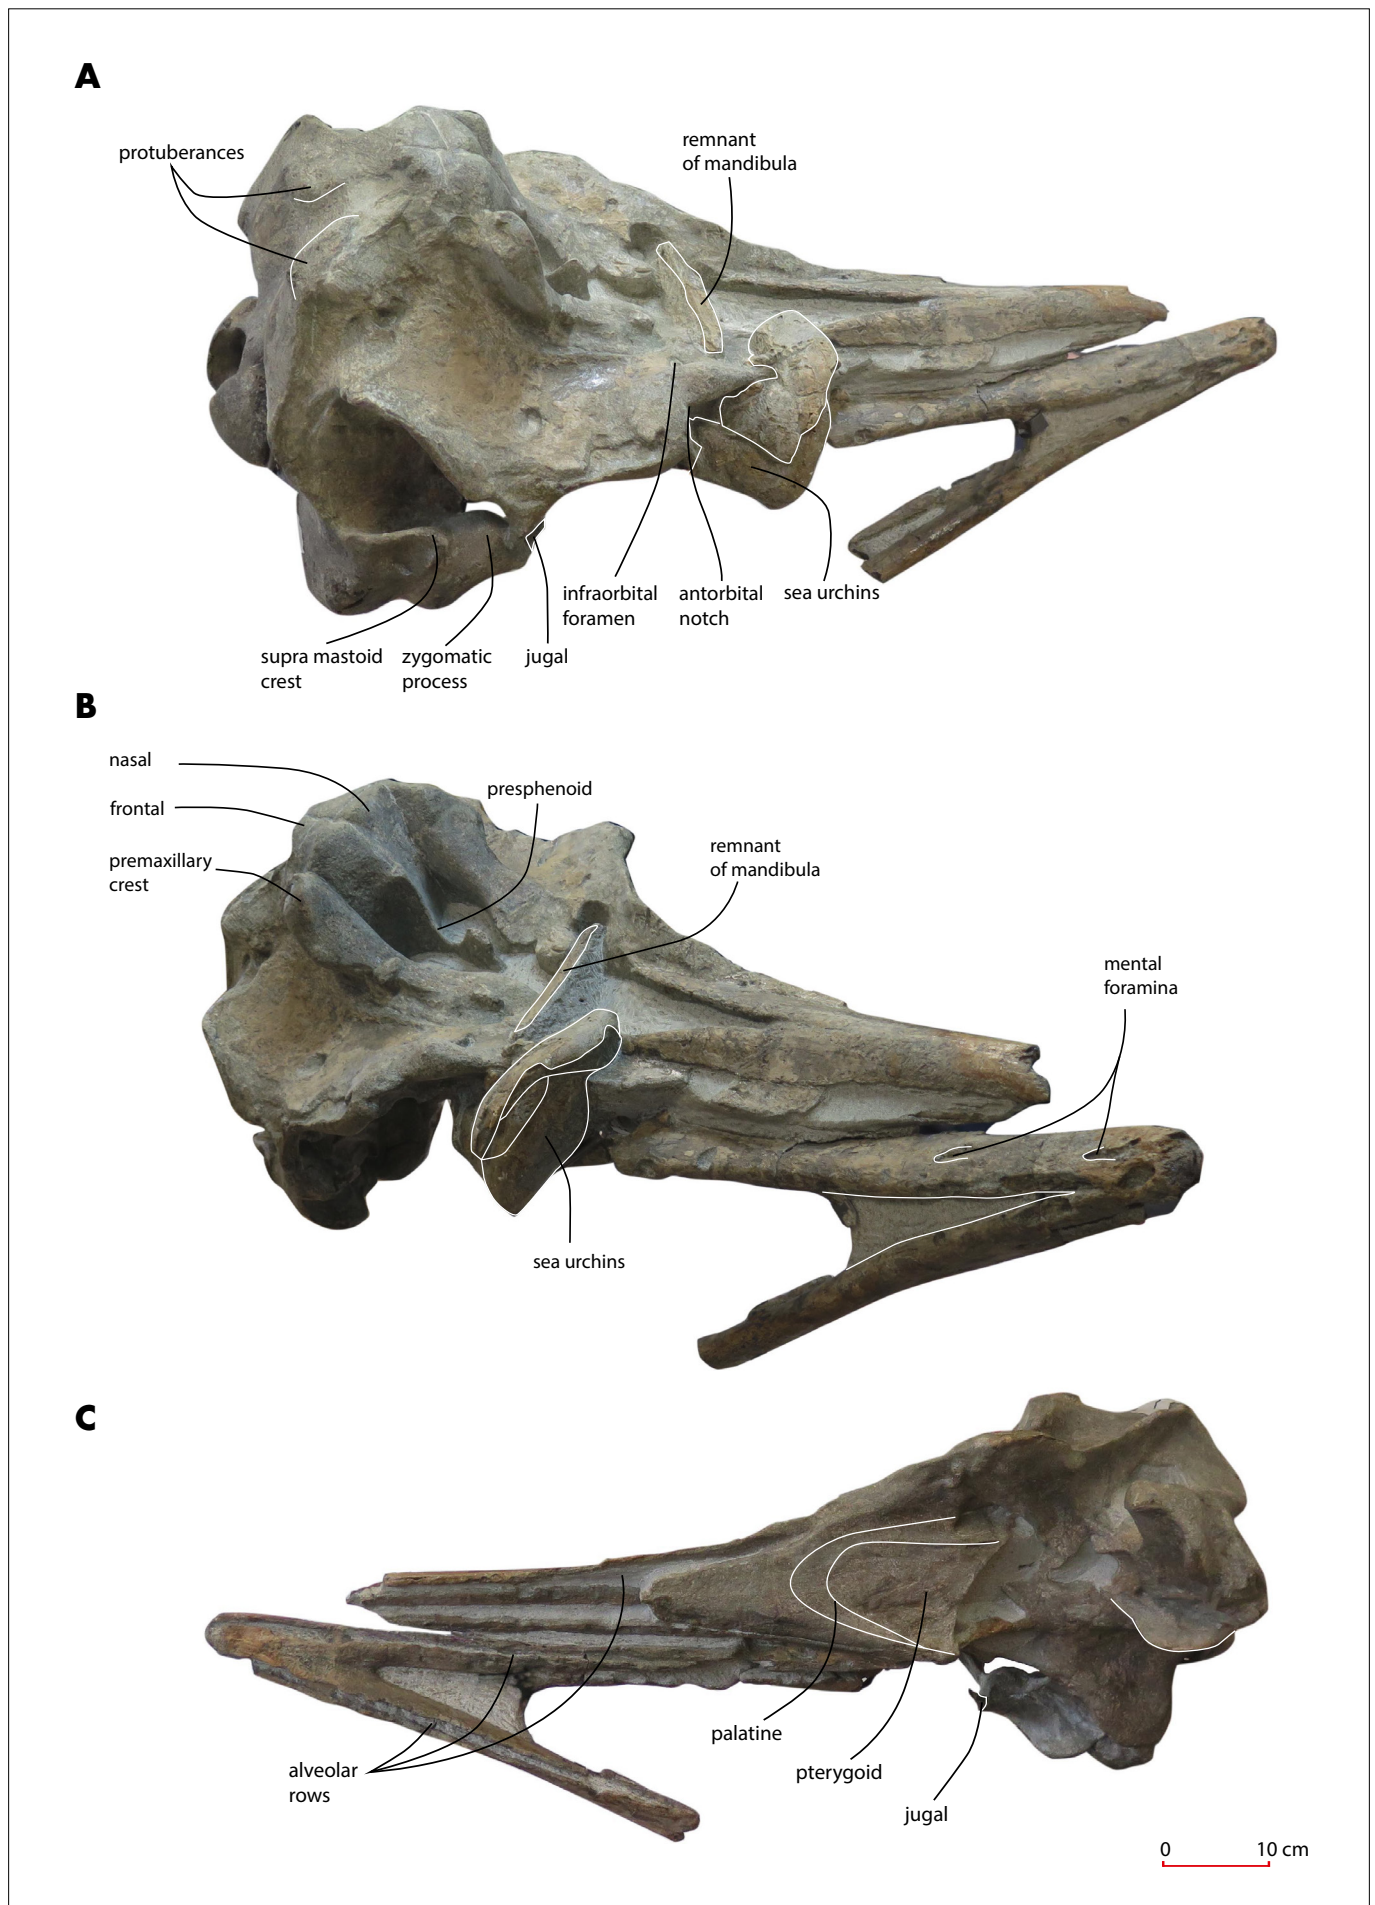 A
protuberances
remnant
of mandibula
infraorbital
foramen
antorbital
notch
sea urchins
supra mastoid
crest
zygomatic
process
jugal
B
nasal
frontal
premaxillary
crest
presphenoid
remnant
of mandibula
mental
foramina
sea urchins
C
alveolar
rows
palatine
pterygoid
jugal
0 10 cm